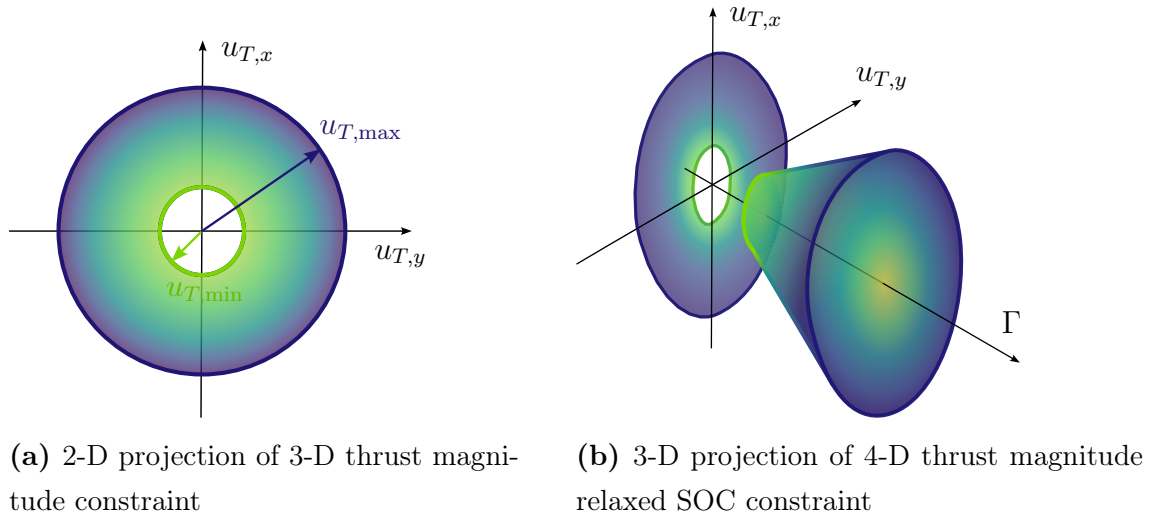 u_{T,x}
u_{T,max}
u_{T,y}
u_{T,min}
(a) 2-D projection of 3-D thrust magni-
tude constraint
u_{T,x}
u_{T,y}
Γ
(b) 3-D projection of 4-D thrust magnitude
relaxed SOC constraint